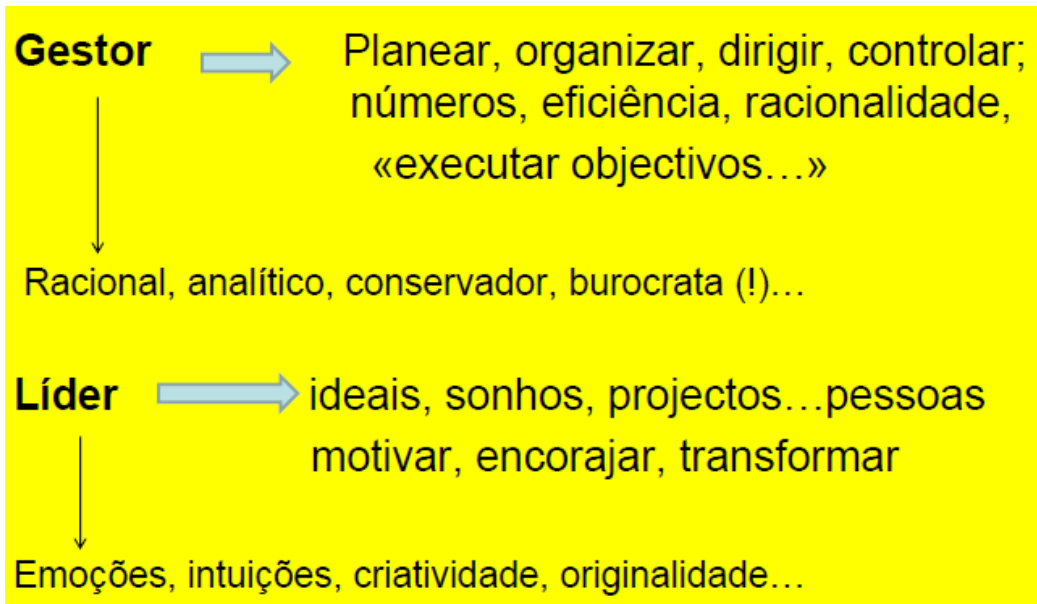 Gestor Planear, organizar, dirigir, controlar;
números, eficiência, racionalidade,
«executar objectivos…»
Racional, analítico, conservador, burocrata (!)…
Líder ideais, sonhos, projectos…pessoas
motivar, encorajar, transformar
Emoções, intuições, criatividade, originalidade…